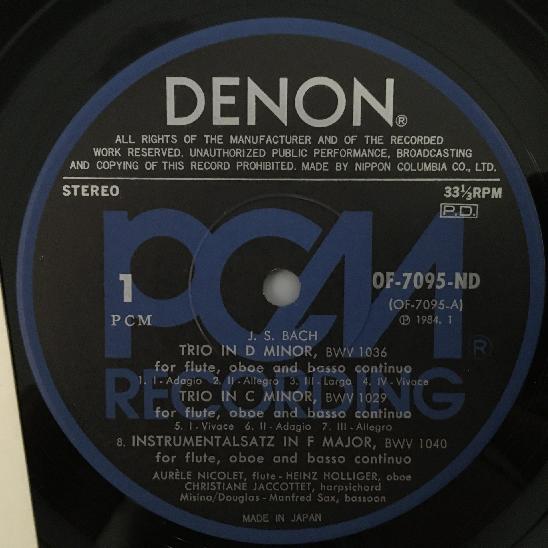 DENON®
ALL RIGHTS OF THE MANUFACTURER AND OF THE RECORDED
WORK RESERVED. UNAUTHORIZED PUBLIC PERFORMANCE, BROADCASTING
AND COPYING OF THIS RECORD PROHIBITED. MADE BY NIPPON COLUMBIA CO., LTD.
STEREO 33⅓RPM
P.D.
PCM
RECORDING®
1 OF-7095-ND
PCM (OF-7095-A)
℗ 1984. 1
J. S. BACH
TRIO IN D MINOR, BWV 1036
for flute, oboe and basso continuo
1. I-Adagio 2. II-Allegro 3. III-Largo 4. IV-Vivace
TRIO IN C MINOR, BWV 1029
for flute, oboe and basso continuo
5. I-Vivace 6. II-Adagio 7. III-Allegro
8. INSTRUMENTALSATZ IN F MAJOR, BWV 1040
for flute, oboe and basso continuo
AURÈLE NICOLET, flute - HEINZ HOLLIGER, oboe
CHRISTIANE JACCOTTET, harpsichord
Misina/Douglas - Manfred Sax, bassoon
MADE IN JAPAN